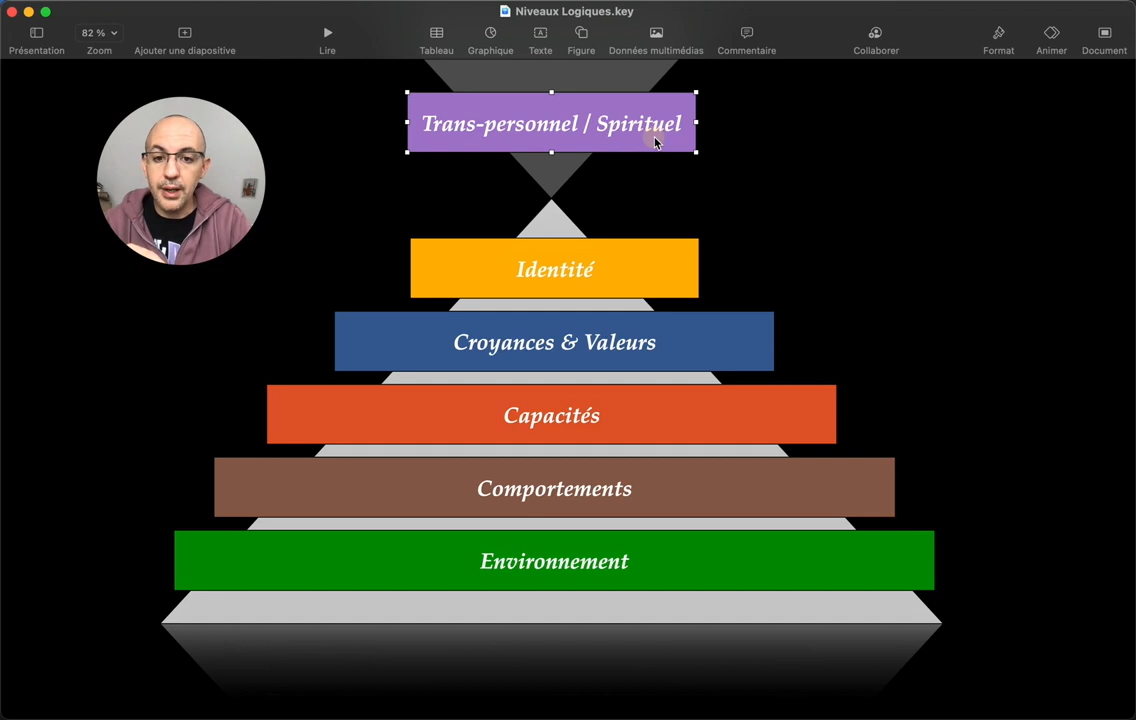 Niveaux Logiques.key
82 %
Présentation
Zoom
Ajouter une diapositive
Lire
Tableau
Graphique
Texte
Figure
Données multimédias
Commentaire
Collaborer
Format
Animer
Document
Trans-personnel / Spirituel
Identité
Croyances & Valeurs
Capacités
Comportements
Environnement